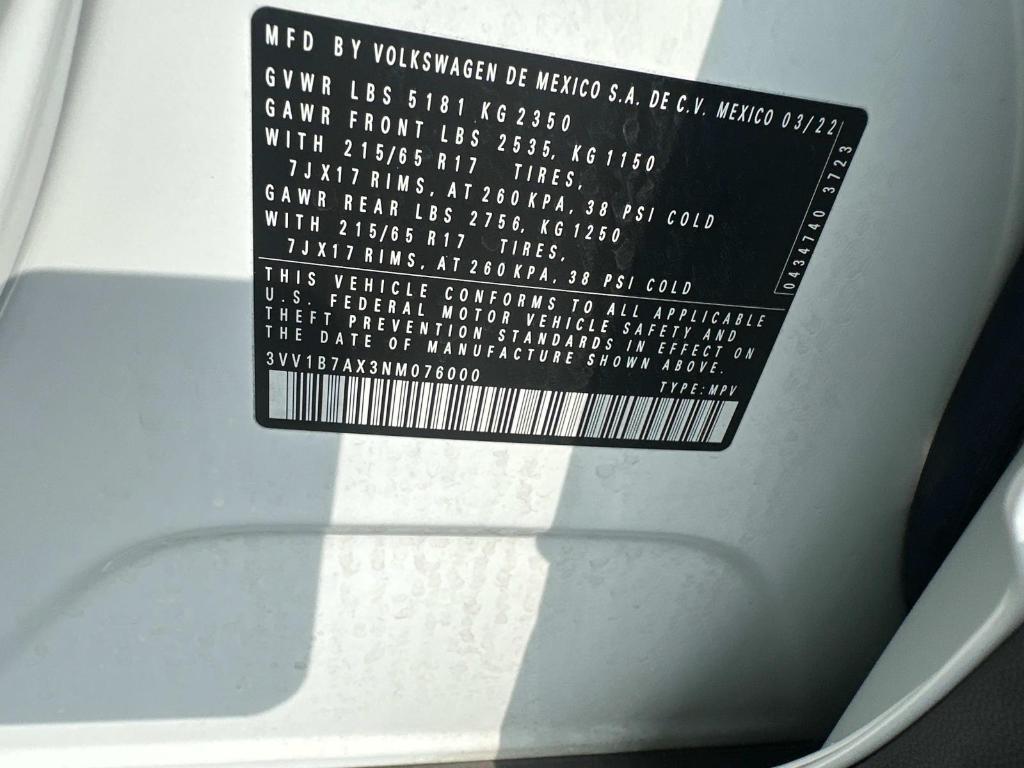 MFD BY VOLKSWAGEN DE MEXICO S.A. DE C.V. MEXICO 03/22
GVWR LBS 5181 KG 2350
GAWR FRONT LBS 2535, KG 1150
WITH 215/65 R17 TIRES,
7JX17 RIMS, AT 260 KPA, 38 PSI COLD
GAWR REAR LBS 2756, KG 1250
WITH 215/65 R17 TIRES,
7JX17 RIMS, AT 260 KPA, 38 PSI COLD
0434740 3723
THIS VEHICLE CONFORMS TO ALL APPLICABLE
U.S. FEDERAL MOTOR VEHICLE SAFETY AND
THEFT PREVENTION STANDARDS IN EFFECT ON
THE DATE OF MANUFACTURE SHOWN ABOVE.
3VV1B7AX3NM076000 TYPE: MPV